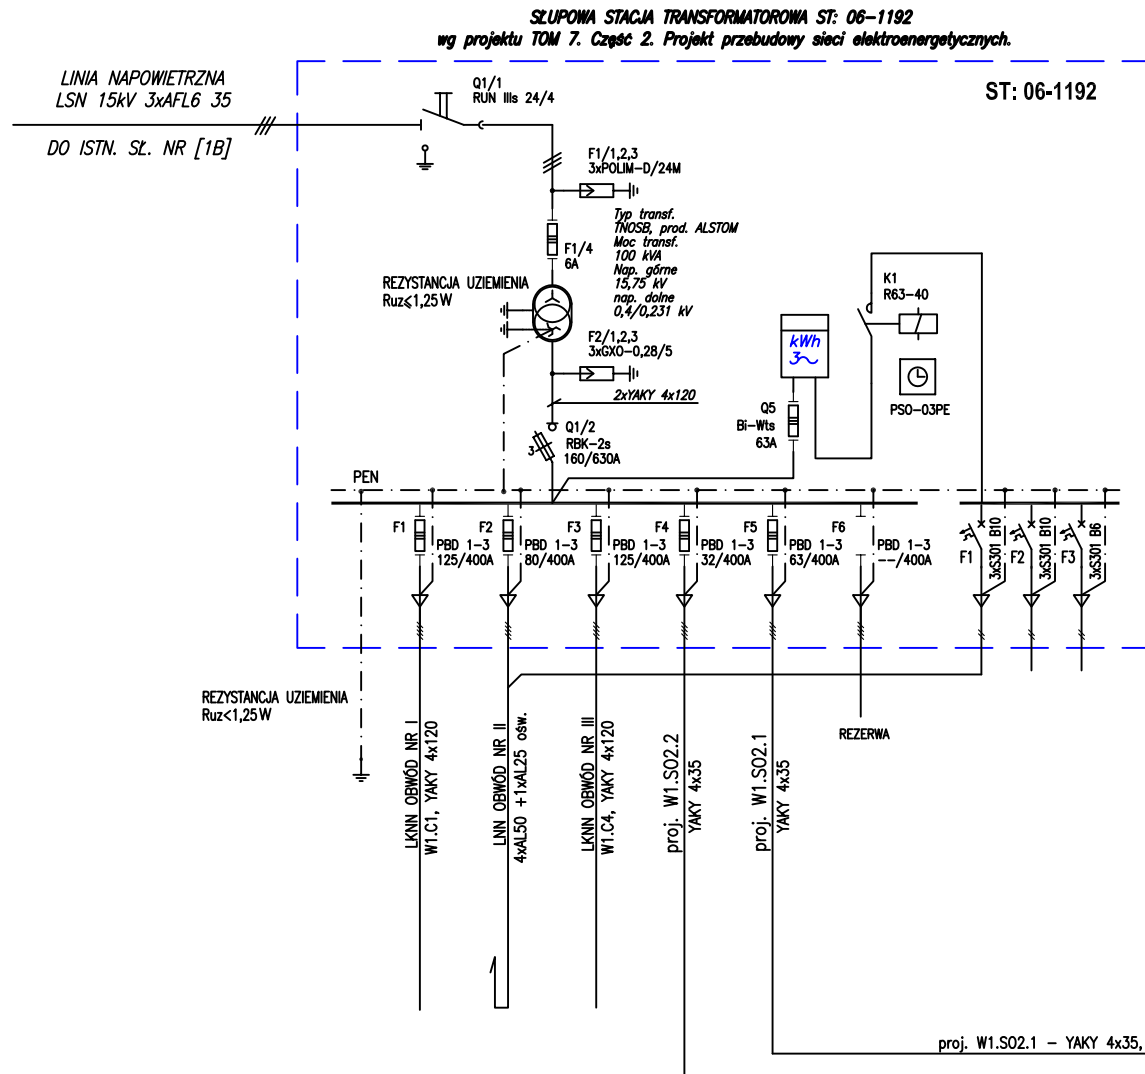 SŁUPOWA STACJA TRANSFORMATOROWA ST: 06-1192
wg projektu TOM 7. Część 2. Projekt przebudowy sieci elektroenergetycznych.
LINIA NAPOWIETRZNA
LSN 15kV 3xAFL6 35
DO ISTN. SŁ. NR [1B]
Q1/1
RUN IIIs 24/4
ST: 06-1192
F1/1,2,3
3xPOLIM-D/24M
Typ transf.
TNOSB, prod. ALSTOM
Moc transf.
100 kVA
Nap. górne
15,75 kV
nap. dolne
0,4/0,231 kV
F1/4
6A
REZYSTANCJA UZIEMIENIA
Ruz≤1,25W
F2/1,2,3
3xGXO-0,28/5
2xYAKY 4x120
Q1/2
RBK-2s
160/630A
3
kWh
3~
Q5
Bi-Wts
63A
K1
R63-40
PSO-03PE
PEN
F1
PBD 1-3
125/400A
F2
PBD 1-3
80/400A
F3
PBD 1-3
125/400A
F4
PBD 1-3
32/400A
F5
PBD 1-3
63/400A
F6
PBD 1-3
--/400A
F1
3xS301 B10
F2
3xS301 B10
F3
3xS301 B6
REZYSTANCJA UZIEMIENIA
Ruz<1,25W
LKNN OBWÓD NR I
W1.C1, YAKY 4x120
LNN OBWÓD NR II
4xAL50 +1xAL25 ośw.
LKNN OBWÓD NR III
W1.C4, YAKY 4x120
proj. W1.SO2.2
YAKY 4x35
proj. W1.SO2.1
YAKY 4x35
REZERWA
proj. W1.SO2.1 - YAKY 4x35,